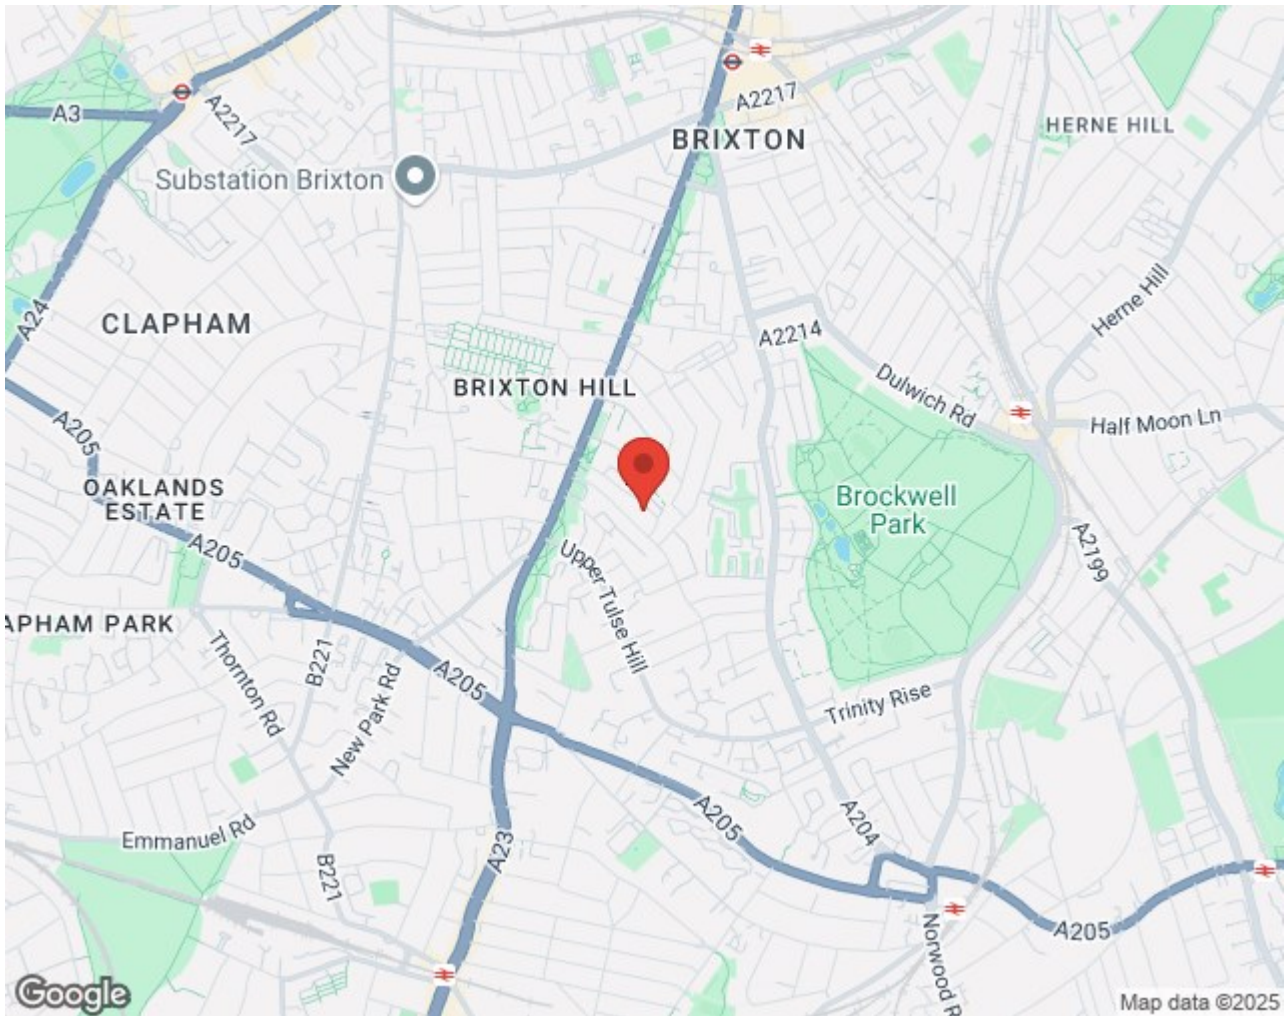 A3
A2217
A2217
BRIXTON
HERNE HILL
Substation Brixton
Herne Hill
A24
CLAPHAM
A2214
BRIXTON HILL
Dulwich Rd
Half Moon Ln
A205
OAKLANDS
ESTATE
Brockwell
Park
A205
Upper Tulse Hill
A2199
APHAM PARK
Thornton Rd
B221
New Park Rd
A205
Trinity Rise
Emmanuel Rd
A23
A205
A204
B221
Norwood R
A205
Google
Map data ©2025